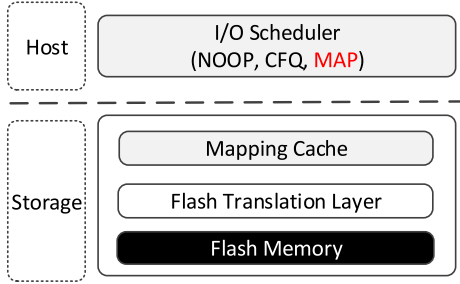 Host
I/O Scheduler
(NOOP, CFQ, MAP)
Storage
Mapping Cache
Flash Translation Layer
Flash Memory